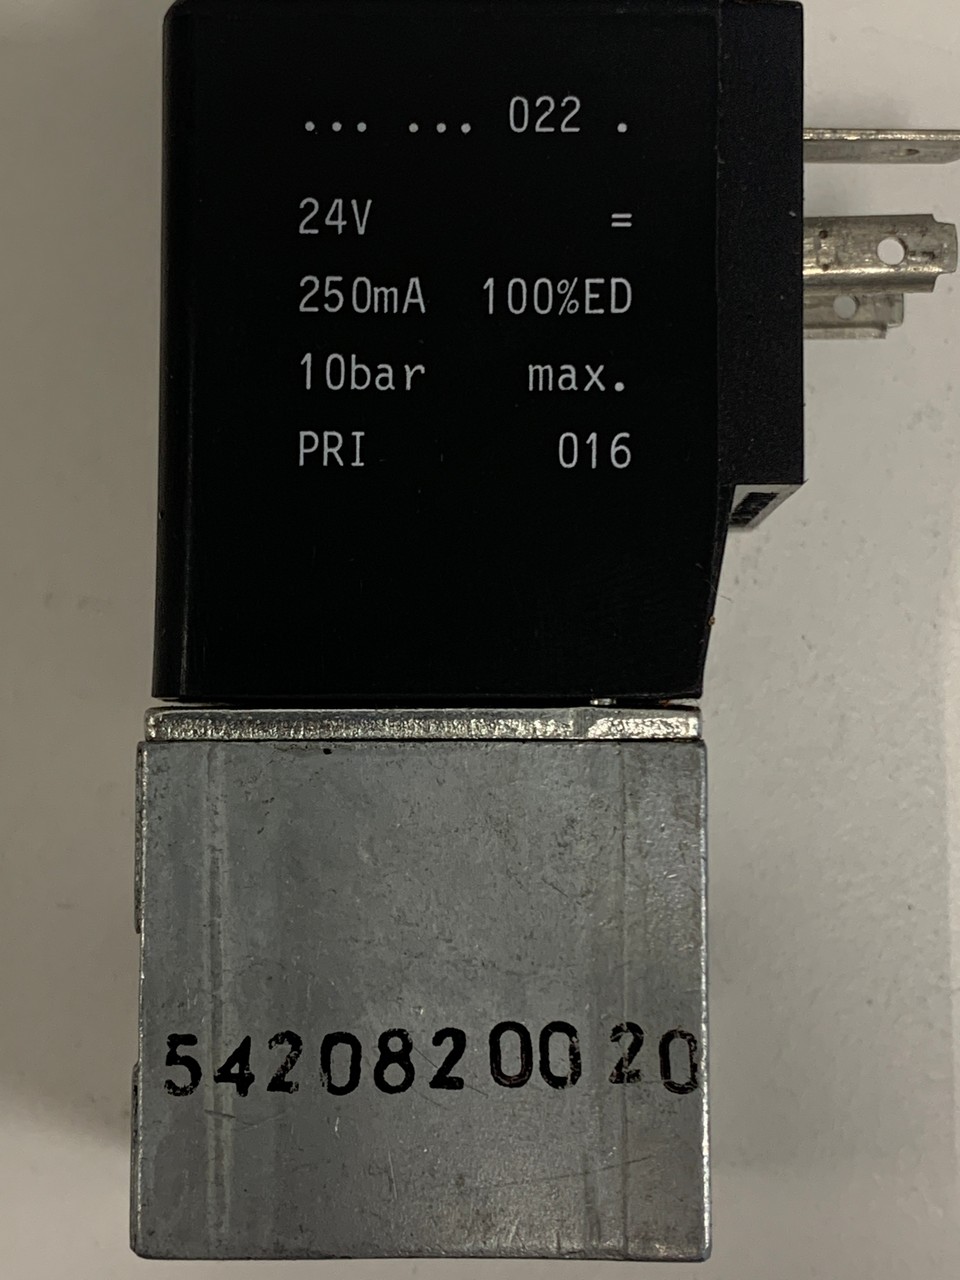 ... ... 022 .
24V =
250mA 100%ED
10bar max.
PRI 016
5420820020